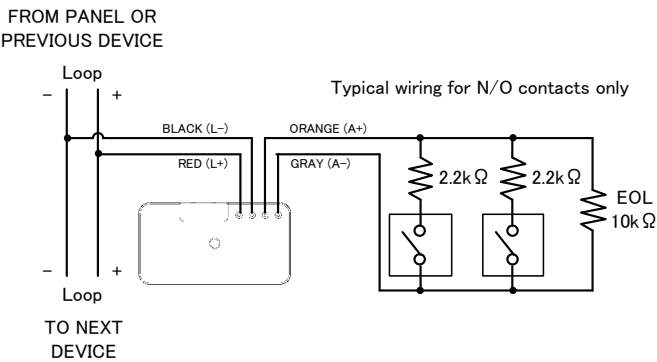 FROM PANEL OR
PREVIOUS DEVICE
Loop
− +
Typical wiring for N/O contacts only
BLACK (L-)
ORANGE (A+)
RED (L+)
GRAY (A-)
2.2kΩ
2.2kΩ
EOL
10kΩ
− +
Loop
TO NEXT
DEVICE